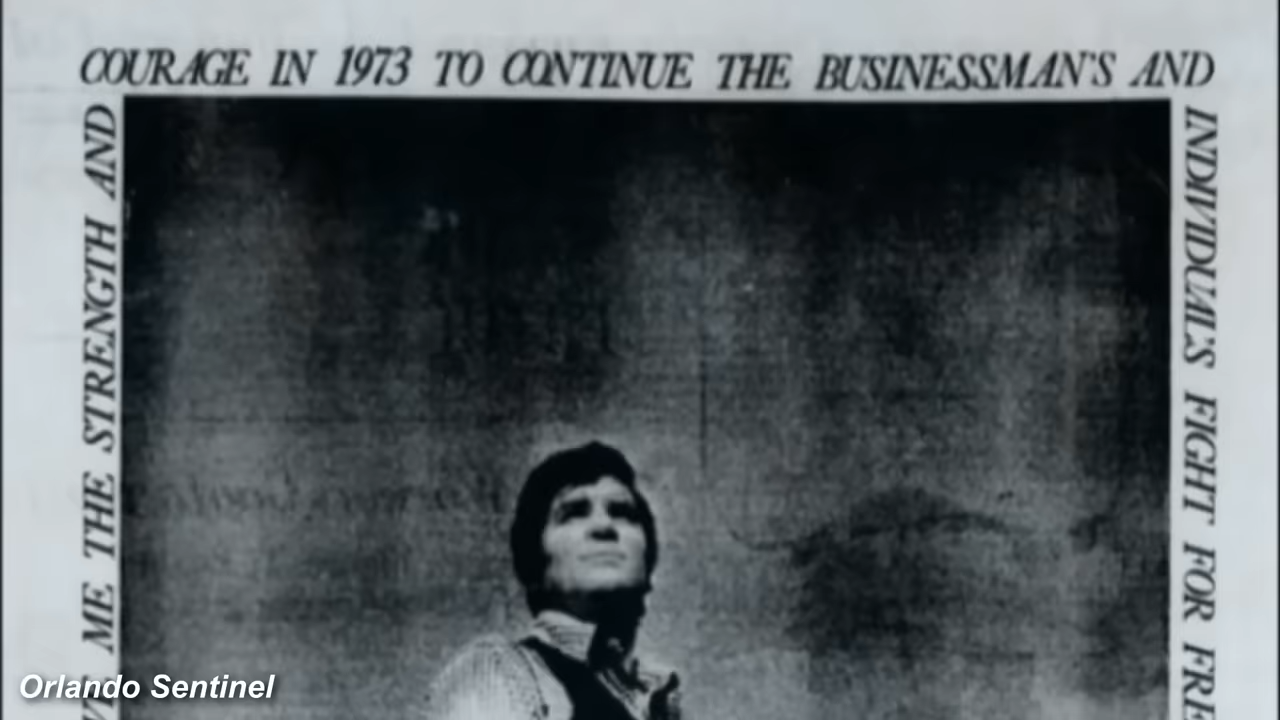 ME THE STRENGTH AND
COURAGE IN 1973 TO CONTINUE THE BUSINESSMAN'S AND
INDIVIDUAL'S FIGHT FOR
Orlando Sentinel